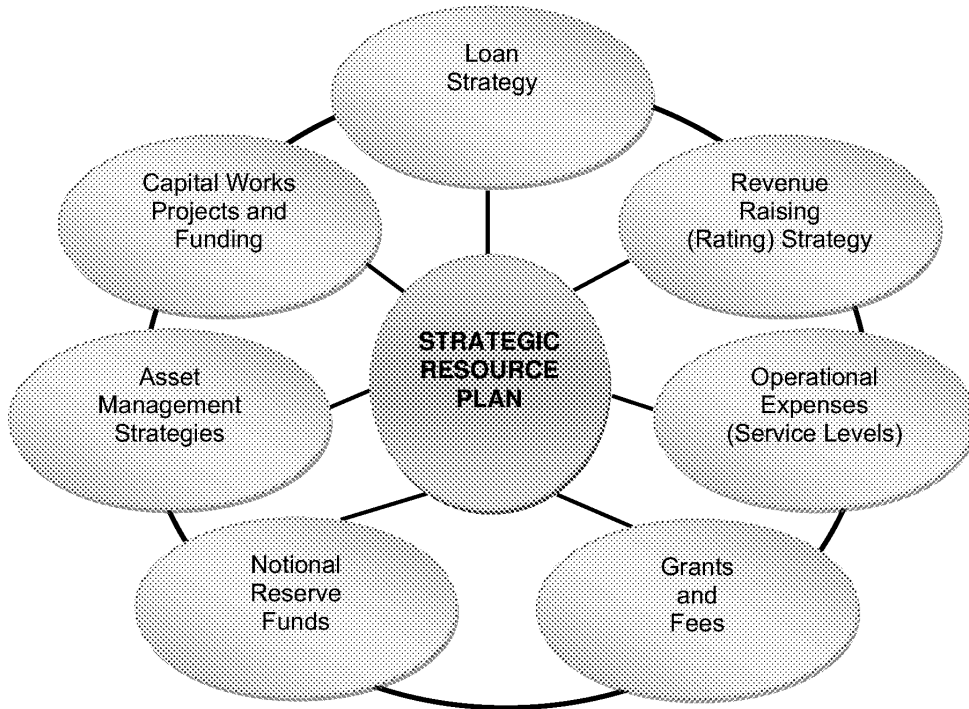 Loan
Strategy
Capital Works
Projects and
Funding
Revenue
Raising
(Rating) Strategy
STRATEGIC
RESOURCE
PLAN
Asset
Management
Strategies
Operational
Expenses
(Service Levels)
Notional
Reserve
Funds
Grants
and
Fees